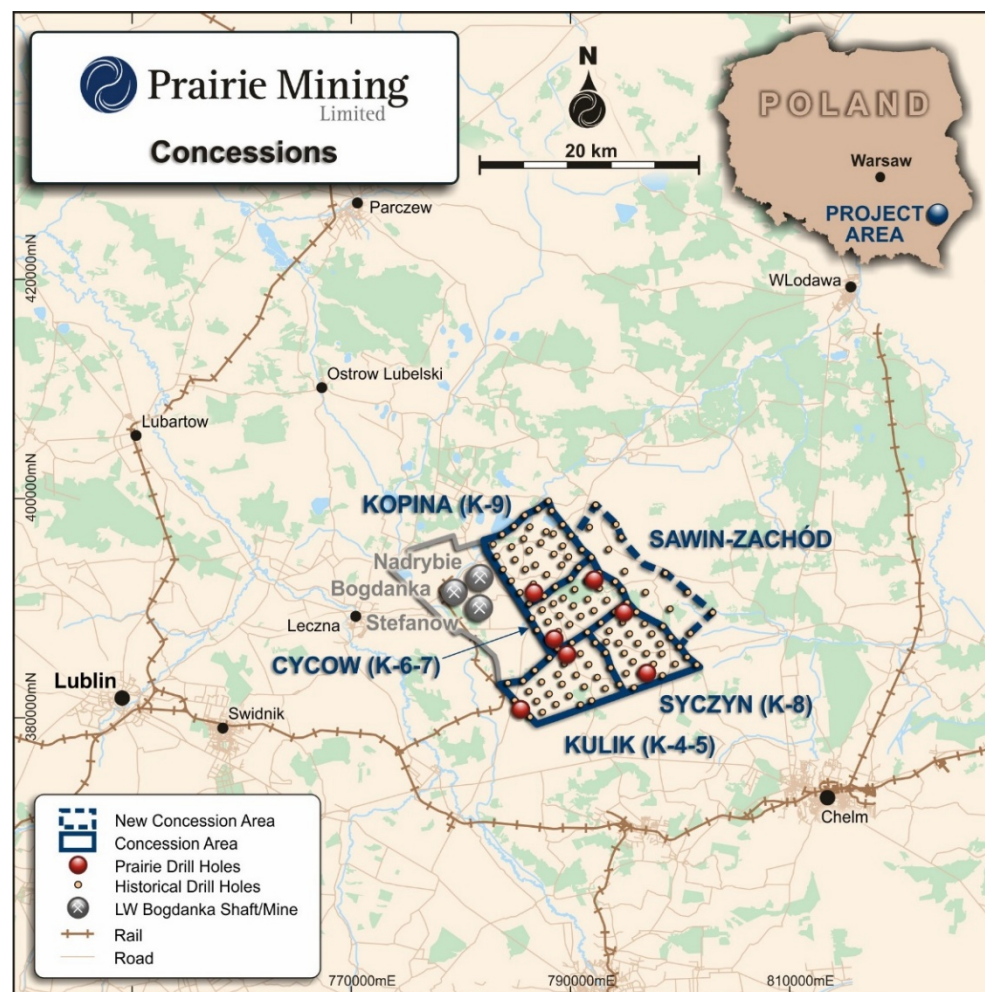 Prairie Mining
Limited
Concessions
N
20 km
POLAND
Warsaw
PROJECT
AREA
Parczew
WLodawa
Ostrow Lubelski
Lubartow
KOPINA (K-9)
SAWIN-ZACHÓD
Nadrybie
Bogdanka
Stefanow
Leczna
CYCOW (K-6-7)
Lublin
Swidnik
SYCZYN (K-8)
KULIK (K-4-5)
Chelm
420000mN
400000mN
380000mN
New Concession Area
Concession Area
Prairie Drill Holes
Historical Drill Holes
LW Bogdanka Shaft/Mine
Rail
Road
770000mE
790000mE
810000mE